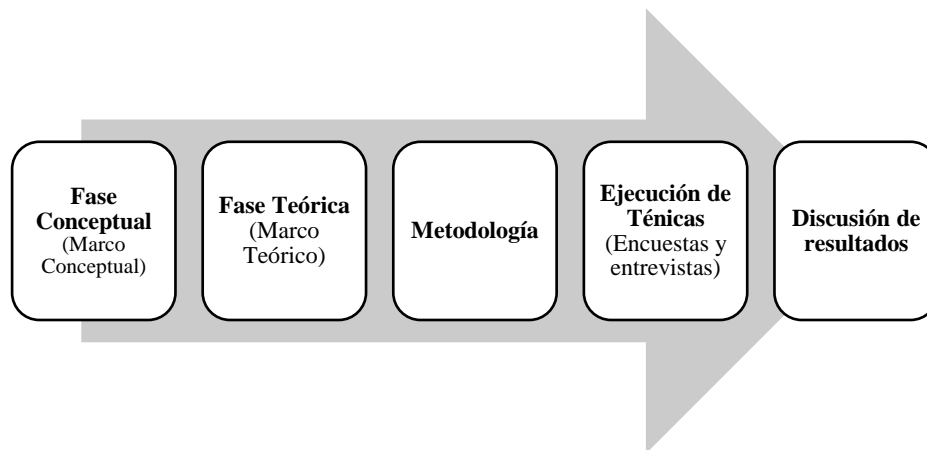 Fase
Conceptual
(Marco
Conceptual)
Fase Teórica
(Marco
Teórico)
Metodología
Ejecución de
Ténicas
(Encuestas y
entrevistas)
Discusión de
resultados